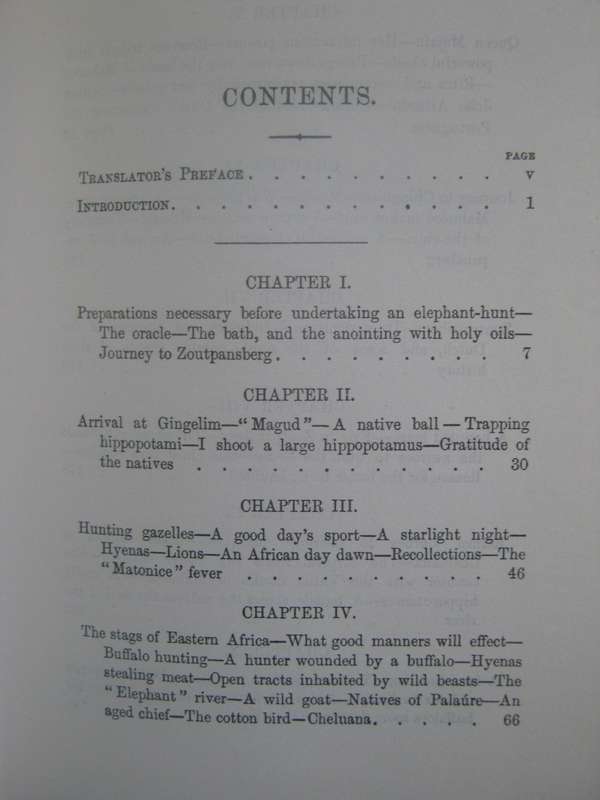 CONTENTS.
PAGE
TRANSLATOR'S PREFACE . . . . . . . . . . v
INTRODUCTION. . . . . . . . . . . . . 1
CHAPTER I.
Preparations necessary before undertaking an elephant-hunt—
The oracle—The bath, and the anointing with holy oils—
Journey to Zoutpansberg . . . . . . . . . 7
CHAPTER II.
Arrival at Gingelim—"Magud"—A native ball—Trapping
hippopotami—I shoot a large hippopotamus—Gratitude of
the natives . . . . . . . . . . . . 30
CHAPTER III.
Hunting gazelles—A good day's sport—A starlight night—
Hyenas—Lions—An African day dawn—Recollections—The
"Matonice" fever . . . . . . . . . . 46
CHAPTER IV.
The stags of Eastern Africa—What good manners will effect—
Buffalo hunting—A hunter wounded by a buffalo—Hyenas
stealing meat—Open tracts inhabited by wild beasts—The
"Elephant" river—A wild goat—Natives of Palaúre—An
aged chief—The cotton bird—Cheluana. . . . . . 66